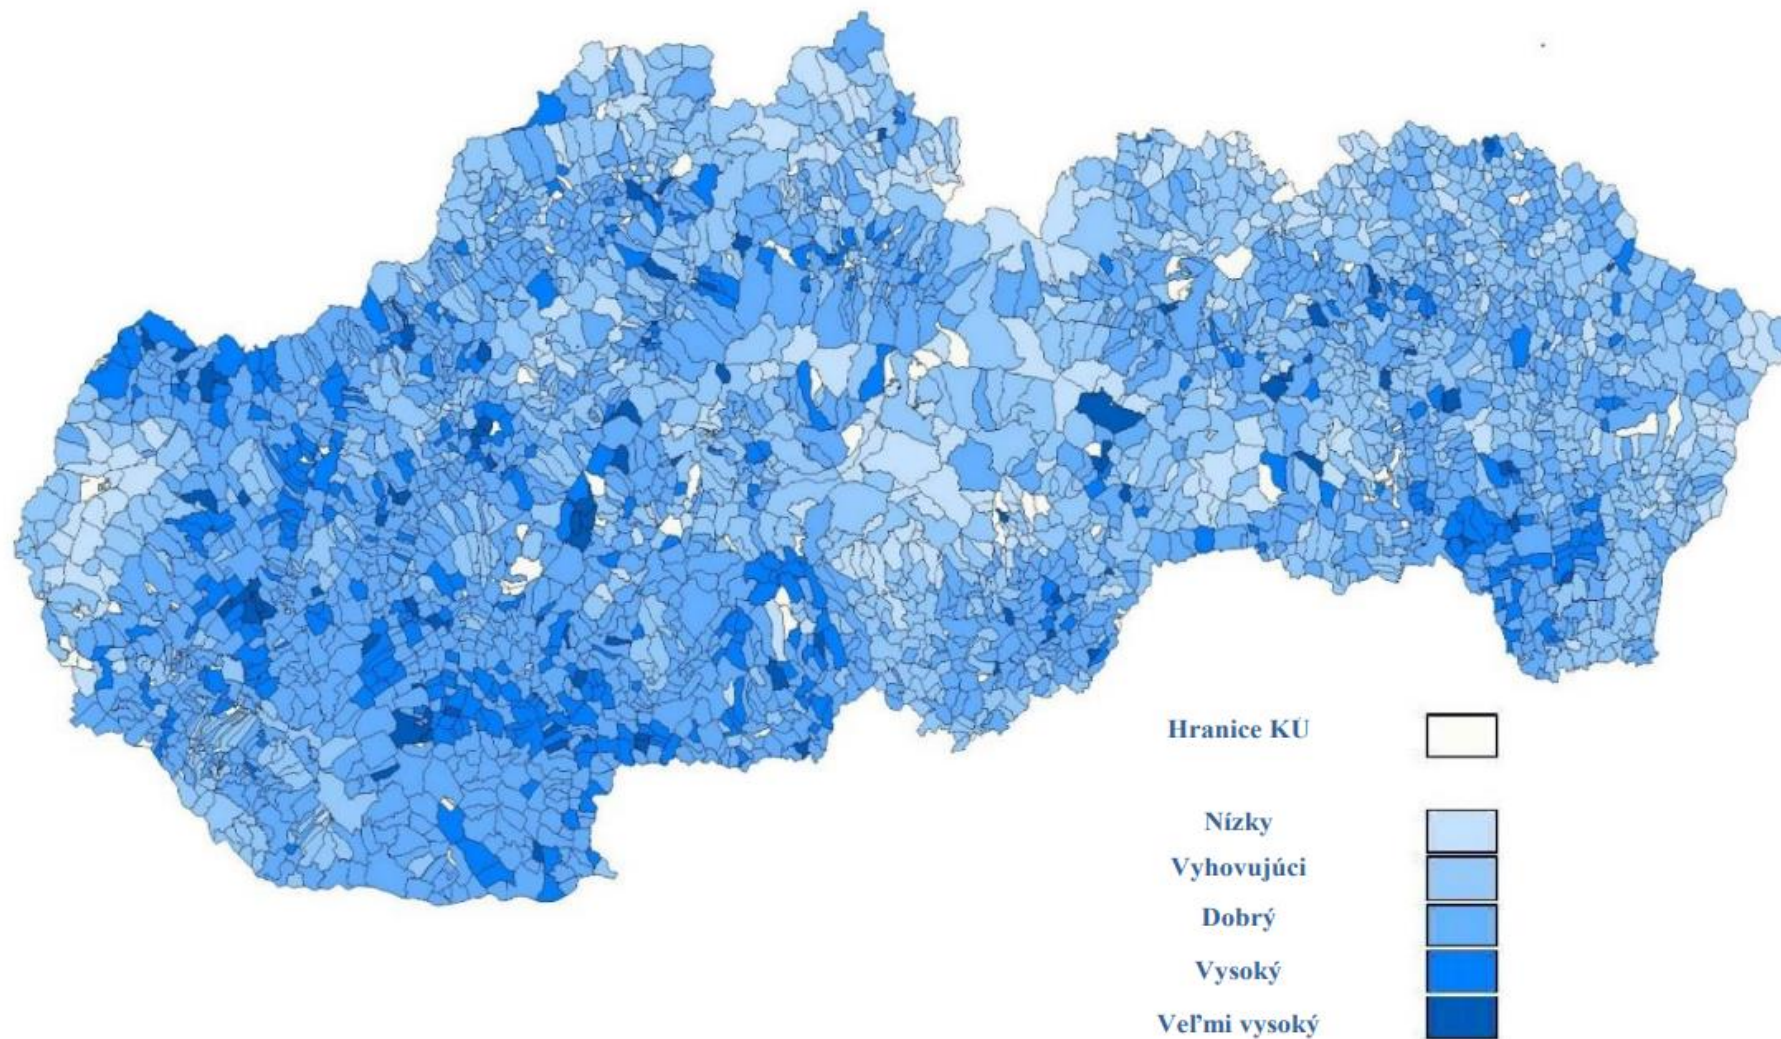 Hranice KÚ
Nízky
Vyhovujúci
Dobrý
Vysoký
Veľmi vysoký